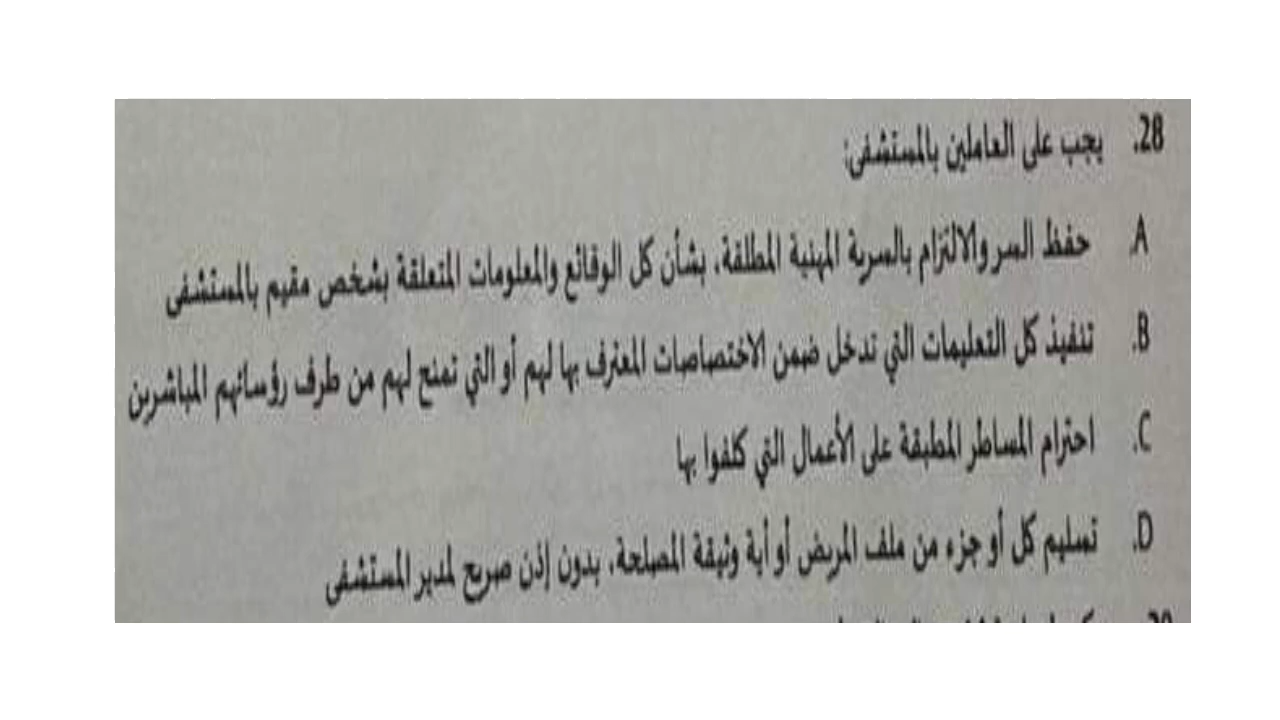 28. يجب على العاملين بالمستشفى:
A. حفظ السر والالتزام بالسرية المهنية المطلقة، بشأن كل الوقائع والمعلومات المتعلقة بشخص مقيم بالمستشفى
B. تنفيذ كل التعليمات التي تدخل ضمن الاختصاصات المعترف بها لهم أو التي تمنح لهم من طرف رؤسائهم المباشرين
C. احترام المساطر المطبقة على الأعمال التي كلفوا بها
D. تسليم كل أو جزء من ملف المريض أو أية وثيقة المصلحة، بدون إذن صريح لمدير المستشفى